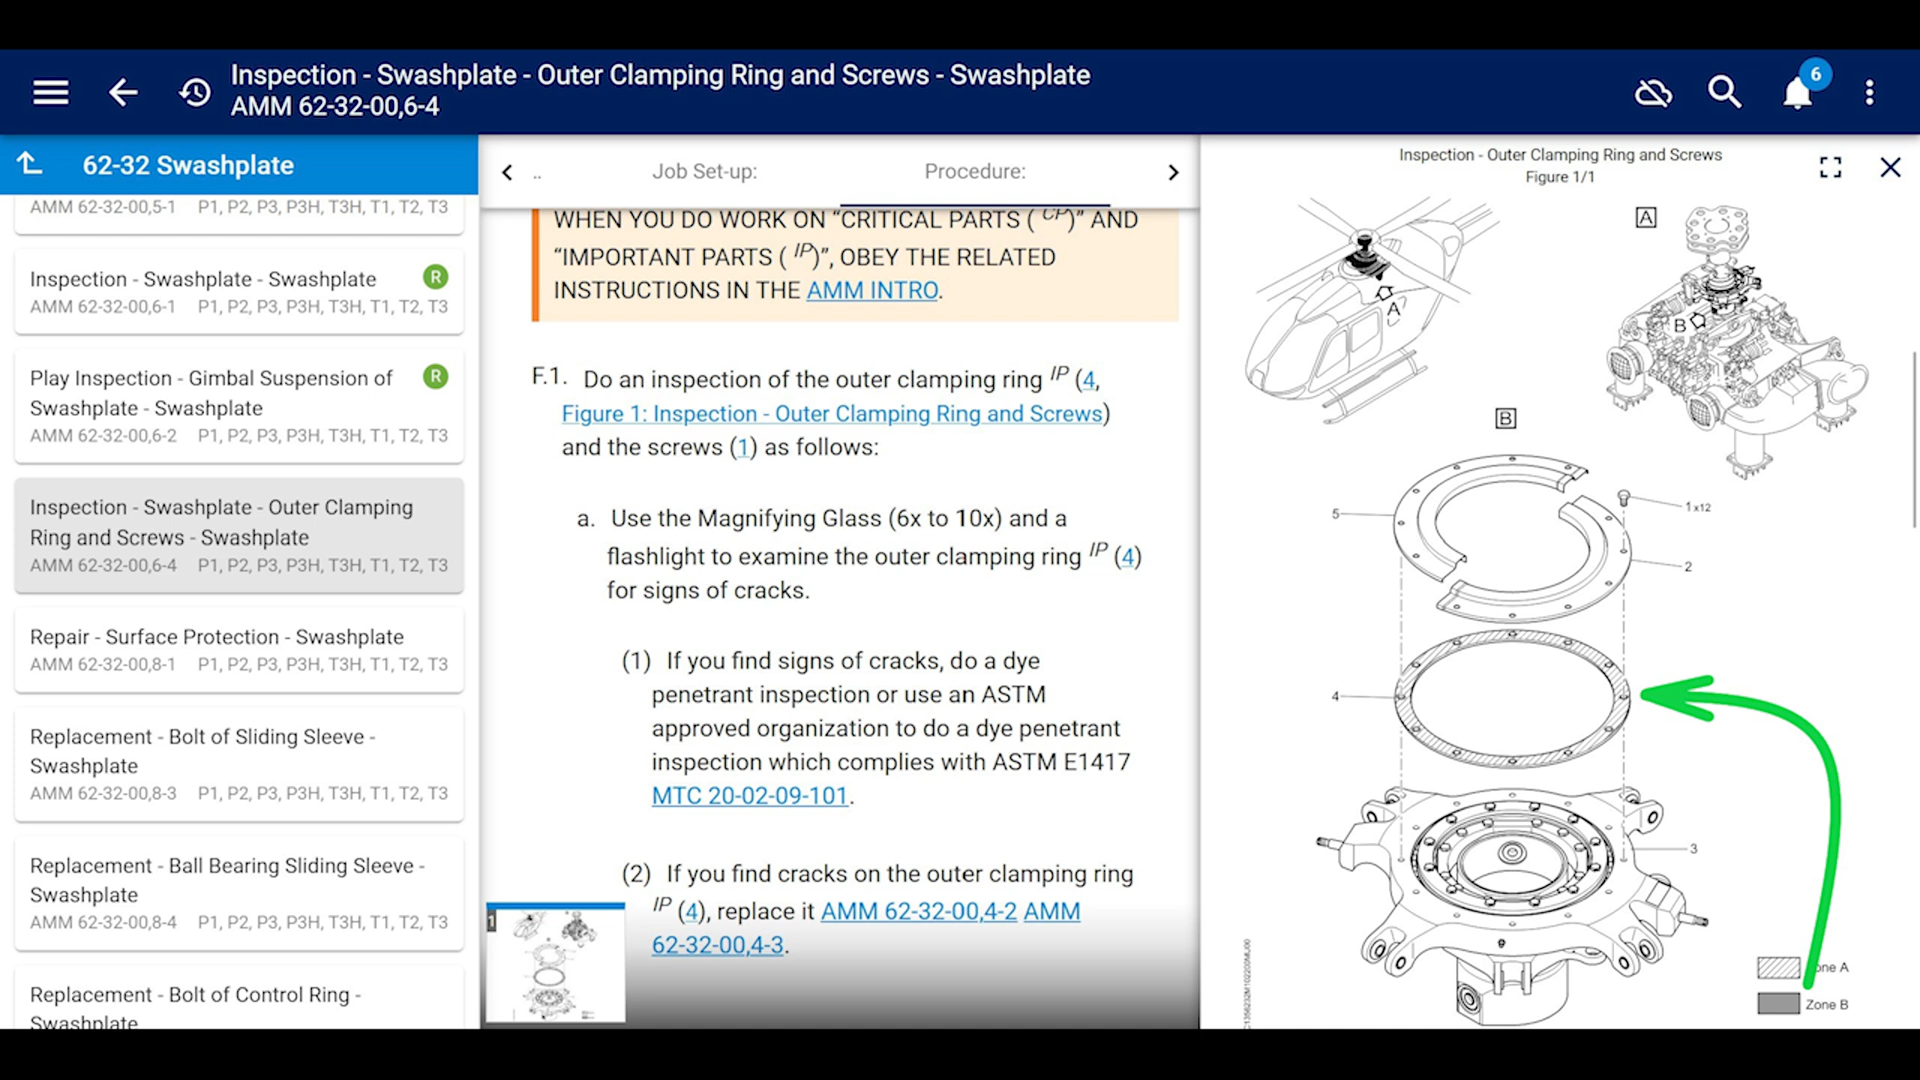 Inspection - Swashplate - Outer Clamping Ring and Screws - Swashplate
AMM 62-32-00,6-4
6
62-32 Swashplate
AMM 62-32-00,5-1 P1, P2, P3, P3H, T3H, T1, T2, T3
Inspection - Swashplate - Swashplate
R
AMM 62-32-00,6-1 P1, P2, P3, P3H, T3H, T1, T2, T3
Play Inspection - Gimbal Suspension of
R
Swashplate - Swashplate
AMM 62-32-00,6-2 P1, P2, P3, P3H, T3H, T1, T2, T3
Inspection - Swashplate - Outer Clamping
Ring and Screws - Swashplate
AMM 62-32-00,6-4 P1, P2, P3, P3H, T3H, T1, T2, T3
Repair - Surface Protection - Swashplate
AMM 62-32-00,8-1 P1, P2, P3, P3H, T3H, T1, T2, T3
Replacement - Bolt of Sliding Sleeve -
Swashplate
AMM 62-32-00,8-3 P1, P2, P3, P3H, T3H, T1, T2, T3
Replacement - Ball Bearing Sliding Sleeve -
Swashplate
AMM 62-32-00,8-4 P1, P2, P3, P3H, T3H, T1, T2, T3
Replacement - Bolt of Control Ring -
Swashplate
.. Job Set-up: Procedure:
WHEN YOU DO WORK ON “CRITICAL PARTS ( CP)” AND
“IMPORTANT PARTS ( IP)”, OBEY THE RELATED
INSTRUCTIONS IN THE AMM INTRO.
F.1. Do an inspection of the outer clamping ring IP (4,
Figure 1: Inspection - Outer Clamping Ring and Screws)
and the screws (1) as follows:
a. Use the Magnifying Glass (6x to 10x) and a
flashlight to examine the outer clamping ring IP (4)
for signs of cracks.
(1) If you find signs of cracks, do a dye
penetrant inspection or use an ASTM
approved organization to do a dye penetrant
inspection which complies with ASTM E1417
MTC 20-02-09-101.
(2) If you find cracks on the outer clamping ring
IP (4), replace it AMM 62-32-00,4-2 AMM
62-32-00,4-3.
1
Inspection - Outer Clamping Ring and Screws
Figure 1/1
A
A
B
B
5
1 x12
2
4
3
one A
Zone B